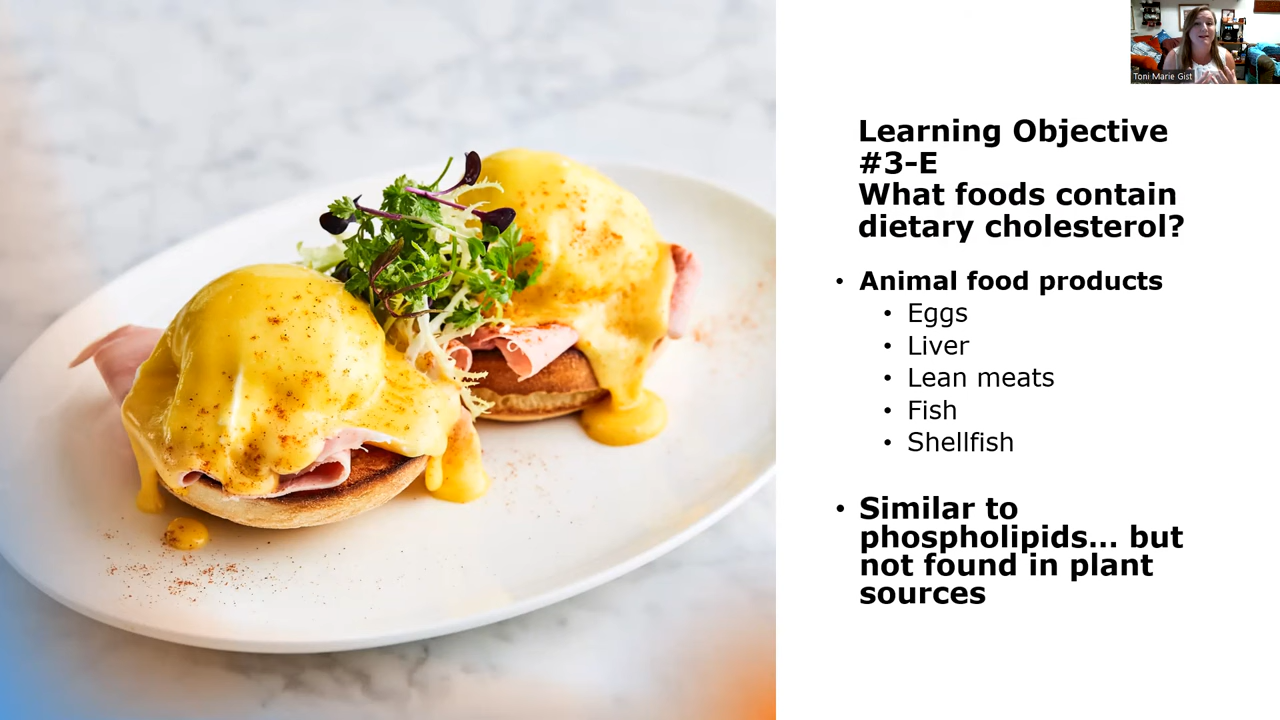 Toni Marie Gist
Learning Objective
#3-E
What foods contain
dietary cholesterol?
• Animal food products
• Eggs
• Liver
• Lean meats
• Fish
• Shellfish
• Similar to
phospholipids... but
not found in plant
sources